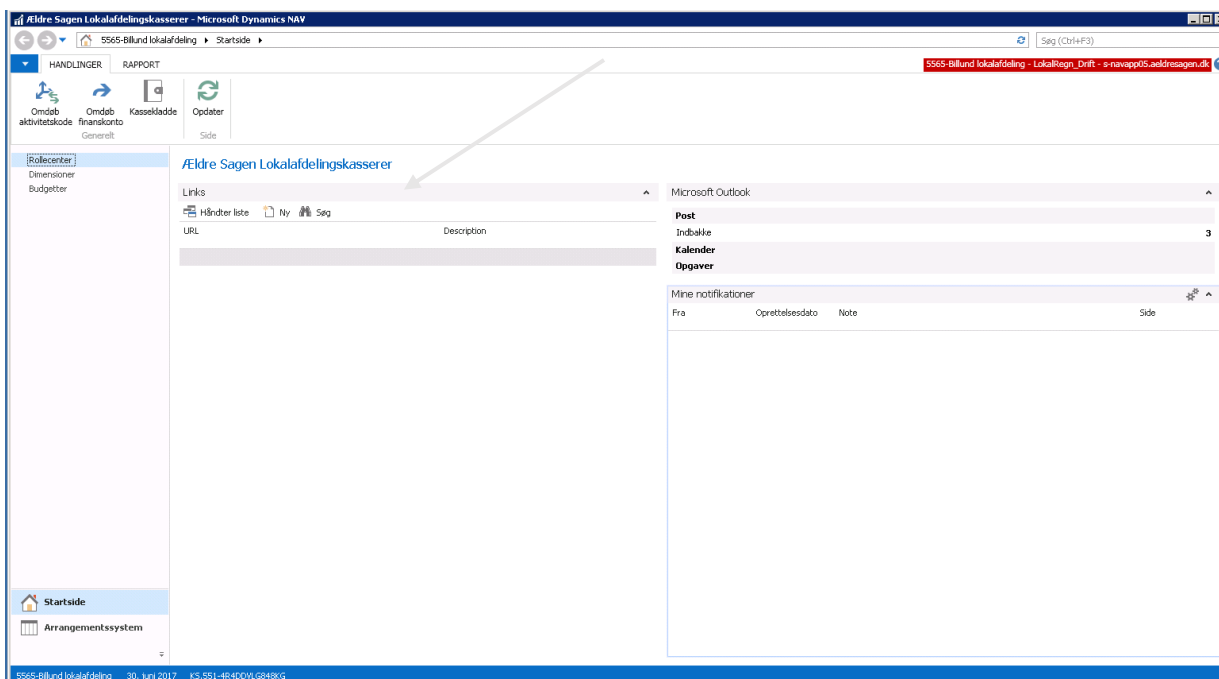 Ældre Sagen Lokalafdelingskasserer - Microsoft Dynamics NAV
5565-Billund lokalafdeling ▸ Startside ▸
Søg (Ctrl+F3)
HANDLINGER RAPPORT
5565-Billund lokalafdeling - LokalRegn_Drift - s-navapp05.aeldresagen.dk
Omdøb aktivitetskode
Omdøb finanskonto
Kassekladde
Opdater
Generelt
Side
Rollecenter
Dimensioner
Budgetter
Ældre Sagen Lokalafdelingskasserer
Links
Håndter liste Ny Søg
URL Description
Microsoft Outlook
Post
Indbakke 3
Kalender
Opgaver
Mine notifikationer
Fra Oprettelsesdato Note Side
Startside
Arrangementssystem
5565-Billund lokalafdeling 30. juni 2017 KS.551-4R4DDVLG848KG